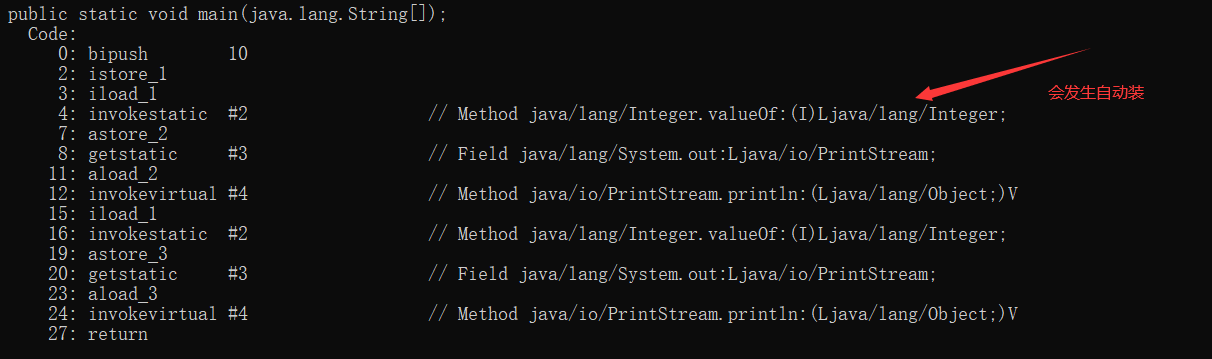 public static void main(java.lang.String[]);
Code:
0: bipush 10
2: istore_1
3: iload_1
会发生自动装
4: invokestatic #2 // Method java/lang/Integer.valueOf:(I)Ljava/lang/Integer;
7: astore_2
8: getstatic #3 // Field java/lang/System.out:Ljava/io/PrintStream;
11: aload_2
12: invokevirtual #4 // Method java/io/PrintStream.println:(Ljava/lang/Object;)V
15: iload_1
16: invokestatic #2 // Method java/lang/Integer.valueOf:(I)Ljava/lang/Integer;
19: astore_3
20: getstatic #3 // Field java/lang/System.out:Ljava/io/PrintStream;
23: aload_3
24: invokevirtual #4 // Method java/io/PrintStream.println:(Ljava/lang/Object;)V
27: return